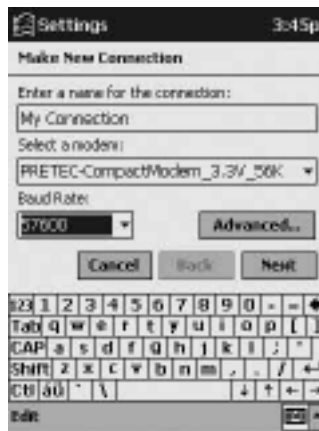 Settings 3:45p
Make New Connection
Enter a name for the connection:
My Connection
Select a modem:
PRETEC-CompactModem_3.3V_56K
Baud Rate:
57600 Advanced...
Cancel Back Next
123 1 2 3 4 5 6 7 8 9 0 - =
Tab q w e r t y u i o p [ ]
CAP a s d f g h j k l ; '
Shift z x c v b n m , . /
Ctl áü ` \
Edit